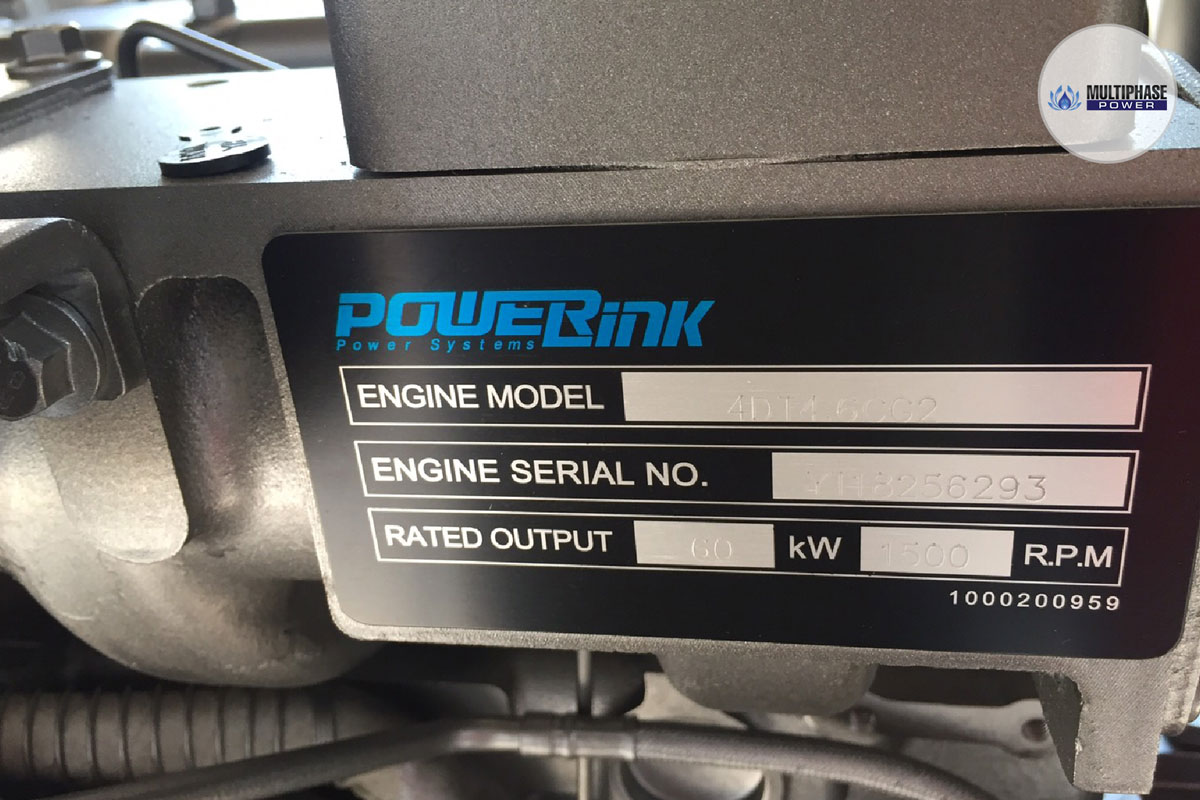 MULTIPHASE
POWER
POWERLink
Power Systems
ENGINE MODEL 4DT4.6CG2
ENGINE SERIAL NO. YH8256293
RATED OUTPUT 60 kW 1500 R.P.M
1000200959